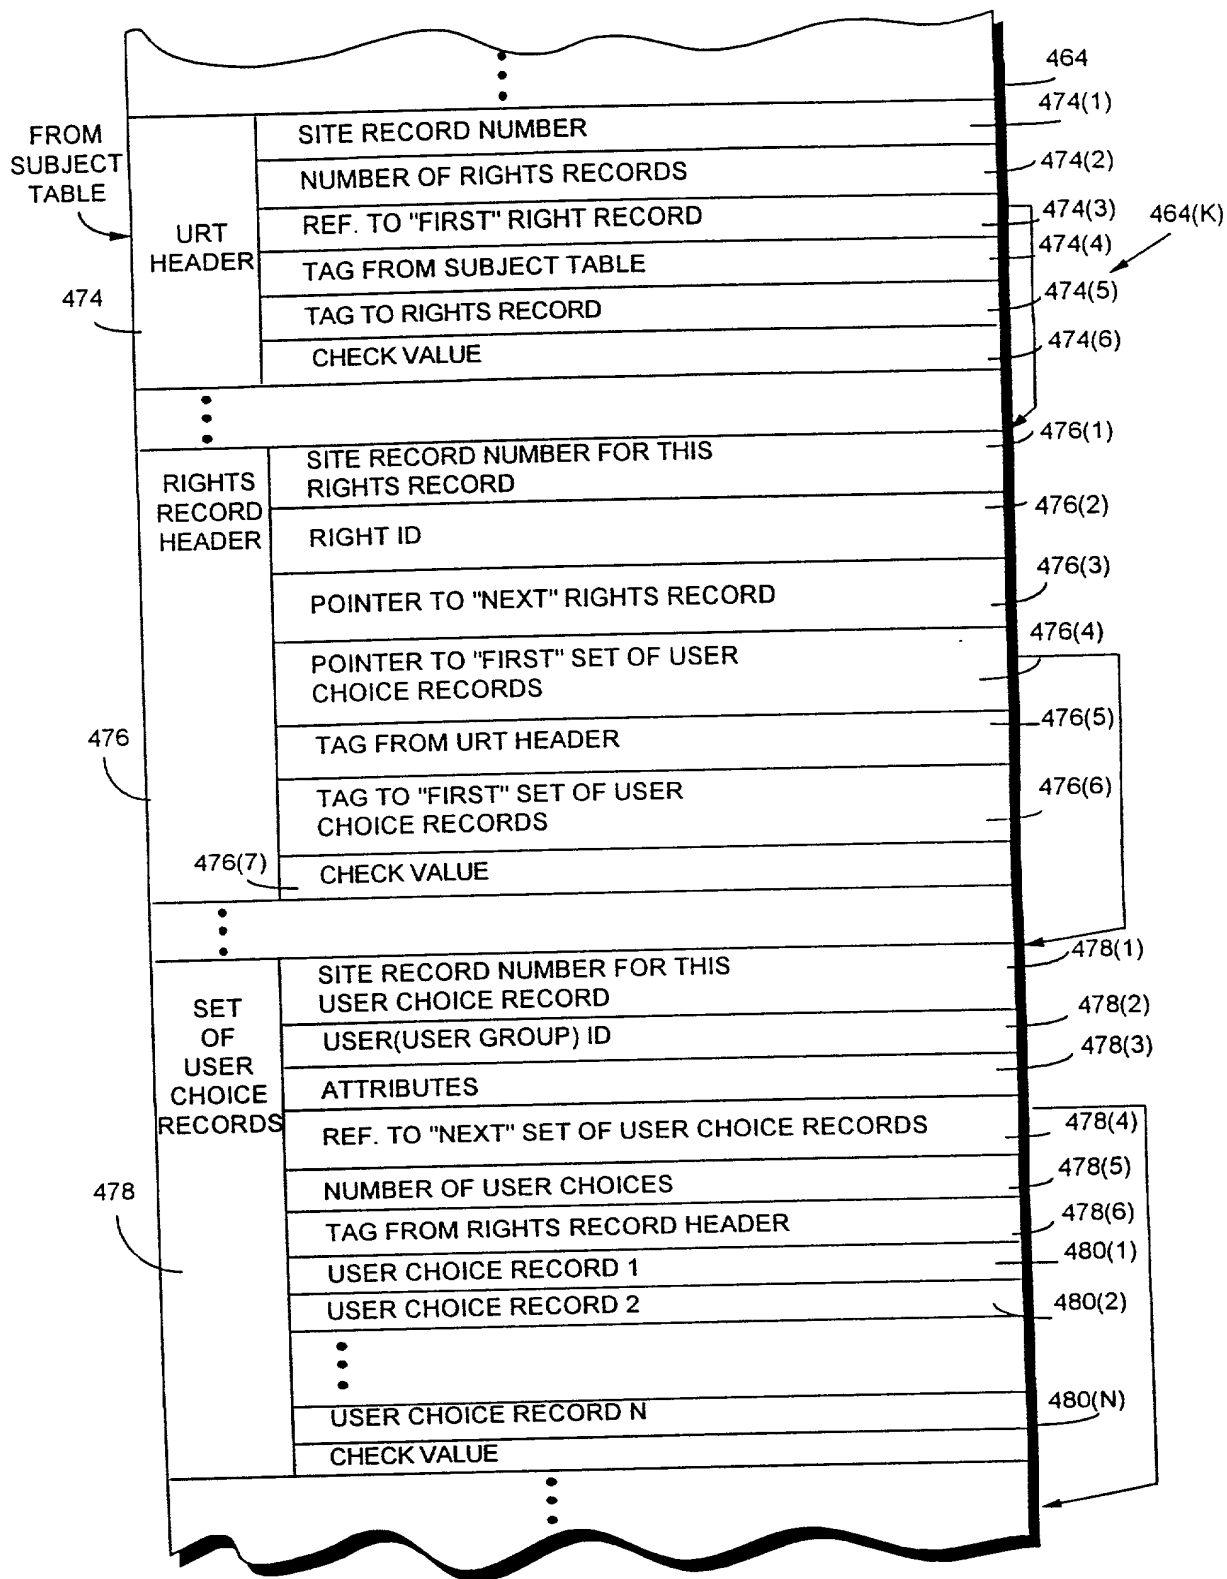 464
474(1)
FROM
SUBJECT
TABLE
SITE RECORD NUMBER
474(2)
NUMBER OF RIGHTS RECORDS
474(3)
464(K)
URT
HEADER
REF. TO "FIRST" RIGHT RECORD
474(4)
TAG FROM SUBJECT TABLE
474(5)
474
TAG TO RIGHTS RECORD
474(6)
CHECK VALUE
476(1)
RIGHTS
RECORD
HEADER
SITE RECORD NUMBER FOR THIS
RIGHTS RECORD
476(2)
RIGHT ID
476(3)
POINTER TO "NEXT" RIGHTS RECORD
476(4)
POINTER TO "FIRST" SET OF USER
CHOICE RECORDS
476(5)
476
TAG FROM URT HEADER
476(6)
TAG TO "FIRST" SET OF USER
CHOICE RECORDS
476(7)
CHECK VALUE
478(1)
SITE RECORD NUMBER FOR THIS
USER CHOICE RECORD
SET
OF
USER
CHOICE
RECORDS
478(2)
USER(USER GROUP) ID
478(3)
ATTRIBUTES
478(4)
REF. TO "NEXT" SET OF USER CHOICE RECORDS
478(5)
478
NUMBER OF USER CHOICES
478(6)
TAG FROM RIGHTS RECORD HEADER
480(1)
USER CHOICE RECORD 1
480(2)
USER CHOICE RECORD 2
480(N)
USER CHOICE RECORD N
CHECK VALUE